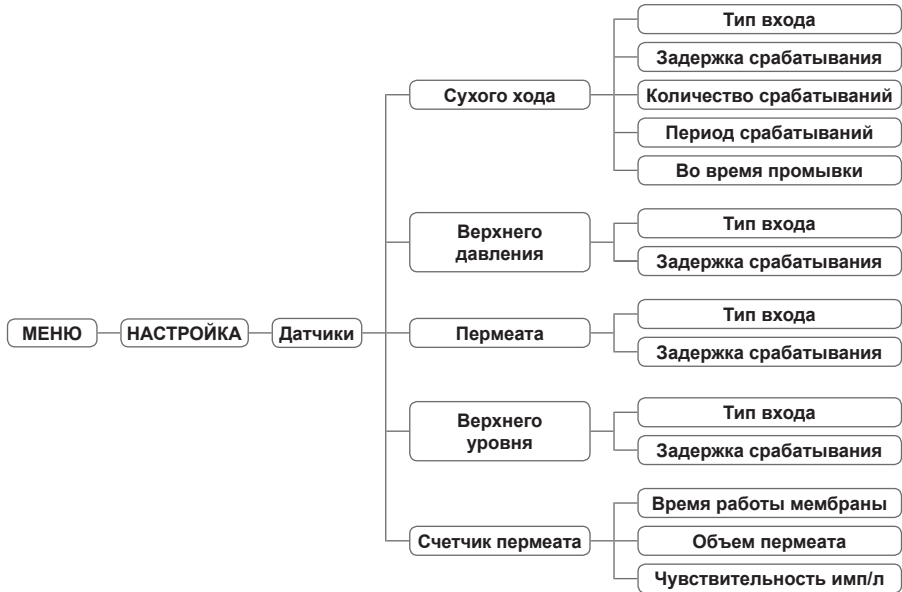 МЕНЮ
НАСТРОЙКА
Датчики
Сухого хода
Тип входа
Задержка срабатывания
Количество срабатываний
Период срабатываний
Во время промывки
Верхнего
давления
Тип входа
Задержка срабатывания
Пермеата
Тип входа
Задержка срабатывания
Верхнего
уровня
Тип входа
Задержка срабатывания
Счетчик пермеата
Время работы мембраны
Объем пермеата
Чувствительность имп/л